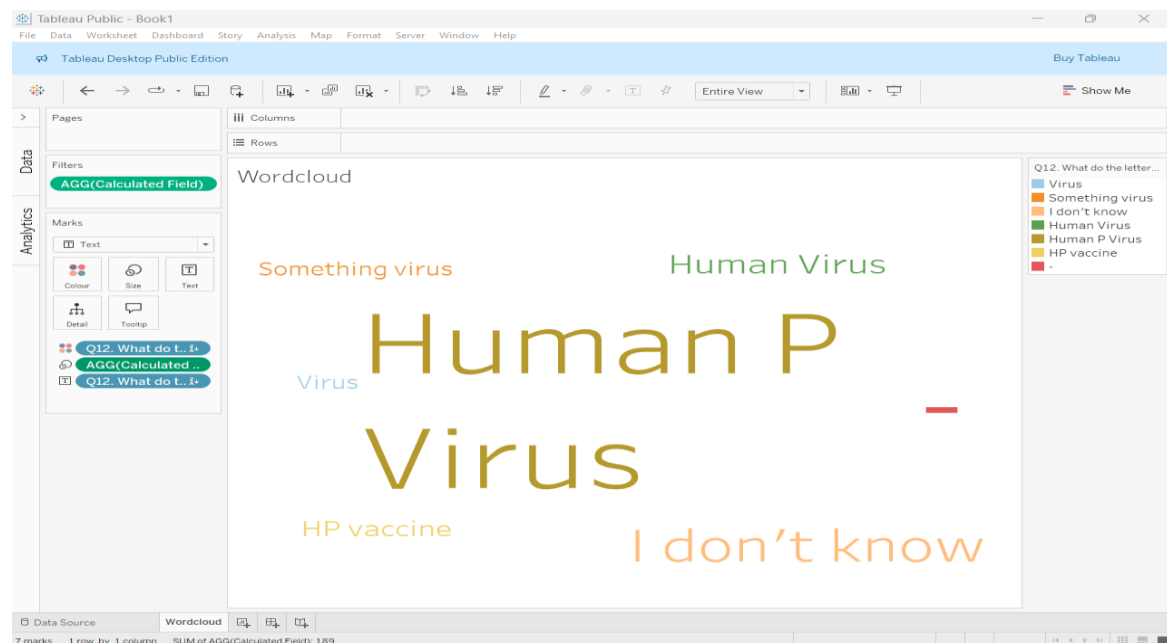 Tableau Public - Book1
File Data Worksheet Dashboard Story Analysis Map Format Server Window Help
Tableau Desktop Public Edition Buy Tableau
Entire View Show Me
Pages
Columns
Rows
Data
Analytics
Filters
AGG(Calculated Field)
Marks
Text
Colour Size Text
Detail Tooltip
Q12. What do t..
AGG(Calculated ..
Q12. What do t..
Wordcloud
Something virus
Human Virus
Human P
Virus
Virus
-
HP vaccine
I don't know
Q12. What do the letter...
Virus
Something virus
I don't know
Human Virus
Human P Virus
HP vaccine
-
Data Source Wordcloud
7 marks 1 row by 1 column SUM of AGG(Calculated Field): 189